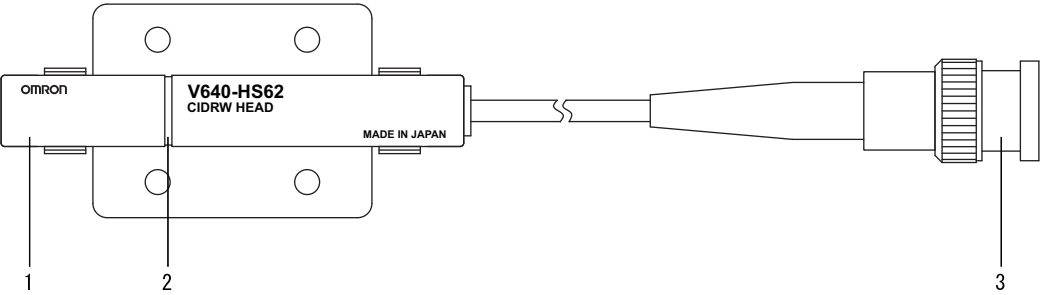 OMRON
V640-HS62
CIDRW HEAD
MADE IN JAPAN
1 2 3